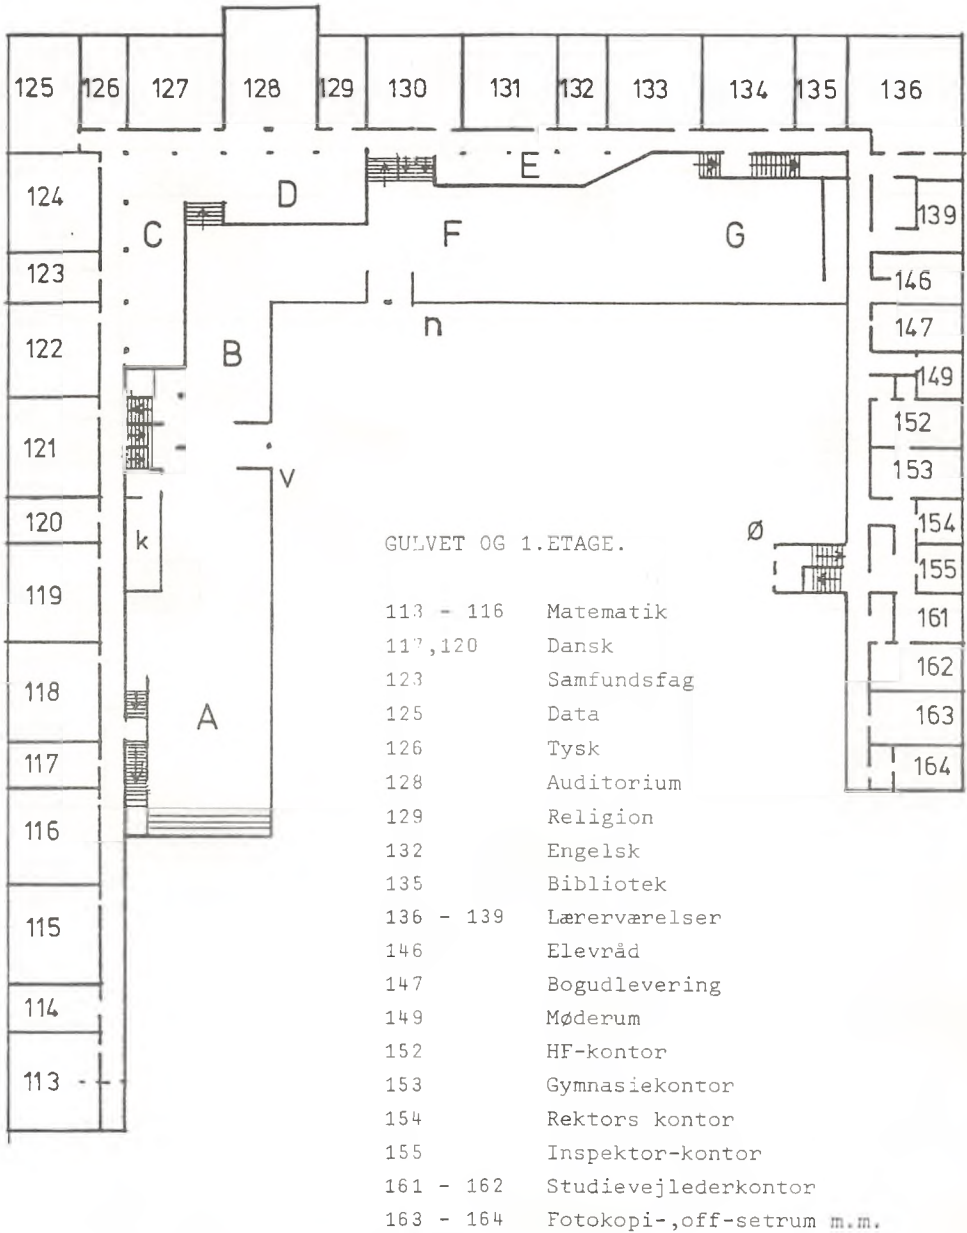 125 126 127 128 129 130 131 132 133 134 135 136
124 C D E F G 139
123 146
122 B n 147
149
121 v 152
153
120 k Ø 154
155
119 161
118 A 162
163
117 164
116
115
114
113
GULVET OG 1.ETAGE.
113 - 116 Matematik
117,120 Dansk
123 Samfundsfag
125 Data
126 Tysk
128 Auditorium
129 Religion
132 Engelsk
135 Bibliotek
136 - 139 Lærerværelser
146 Elevråd
147 Bogudlevering
149 Møderum
152 HF-kontor
153 Gymnasiekontor
154 Rektors kontor
155 Inspektor-kontor
161 - 162 Studievejlederkontor
163 - 164 Fotokopi-,off-setrum m.m.